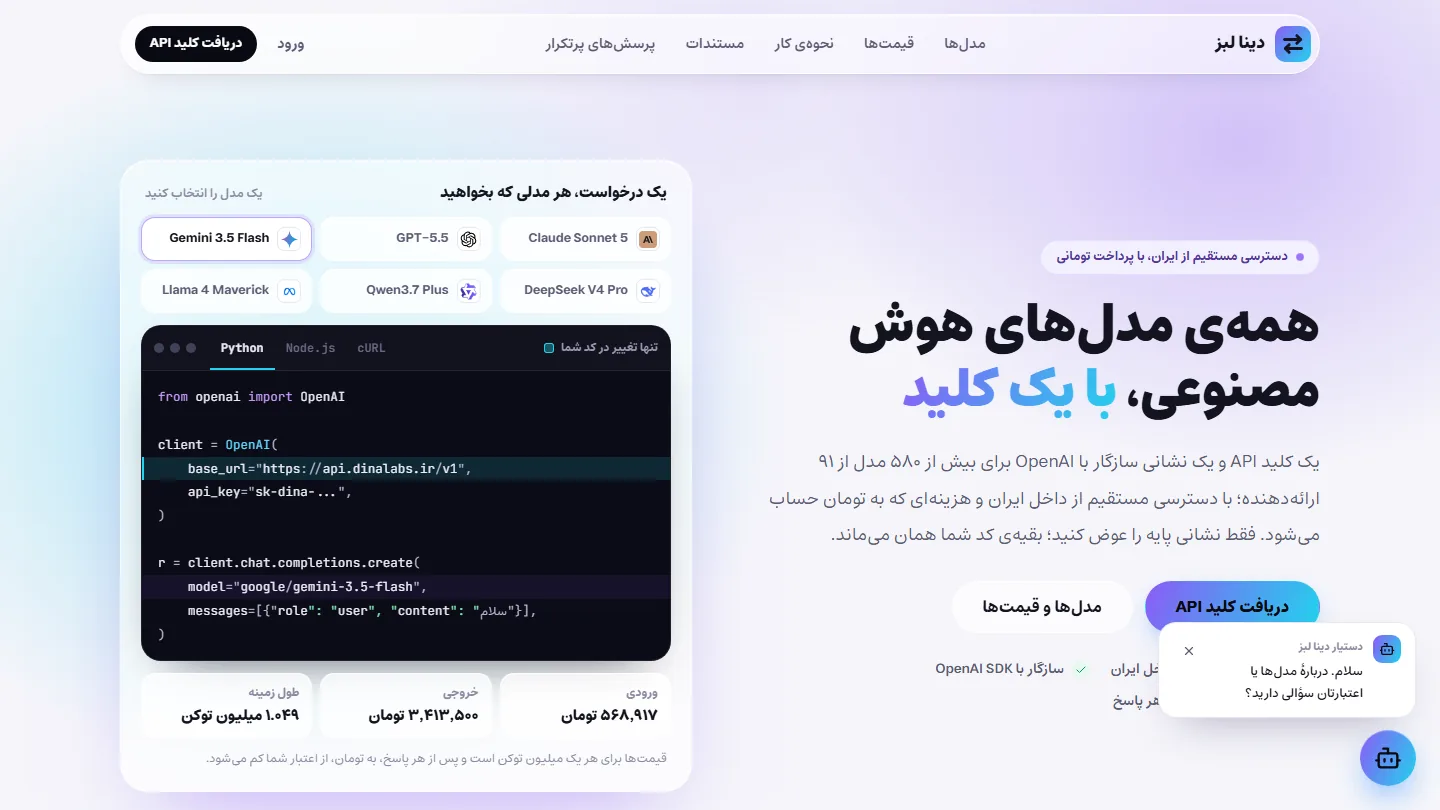 دینا لبز
مدل‌ها
قیمت‌ها
نحوه‌ی کار
مستندات
پرسش‌های پرتکرار
ورود
دریافت کلید API
دسترسی مستقیم از ایران، با پرداخت تومانی
همه‌ی مدل‌های هوش
مصنوعی، با یک کلید
یک کلید API و یک نشانی سازگار با OpenAI برای بیش از ۵۸۰ مدل از ۹۱
ارائه‌دهنده؛ با دسترسی مستقیم از داخل ایران و هزینه‌ای که به تومان حساب
می‌شود. فقط نشانی پایه را عوض کنید؛ بقیه‌ی کد شما همان می‌ماند.
دریافت کلید API
مدل‌ها و قیمت‌ها
ایران
سازگار با OpenAI SDK
هر پاسخ
دستیار دینا لبز
سلام. دربارهٔ مدل‌ها یا
اعتبارتان سؤالی دارید؟
یک درخواست، هر مدلی که بخواهید
یک مدل را انتخاب کنید
Claude Sonnet 5
GPT-5.5
Gemini 3.5 Flash
DeepSeek V4 Pro
Qwen3.7 Plus
Llama 4 Maverick
Python
Node.js
cURL
تنها تغییر در کد شما
from openai import OpenAI
client = OpenAI(
base_url="https://api.dinalabs.ir/v1",
api_key="sk-dina-...",
)
r = client.chat.completions.create(
model="google/gemini-3.5-flash",
messages=[{"role": "user", "content": "سلام"}],
)
ورودی
۵۶۸,۹۱۷ تومان
خروجی
۳,۴۱۳,۵۰۰ تومان
طول زمینه
۱.۰۴۹ میلیون توکن
قیمت‌ها برای هر یک میلیون توکن است و پس از هر پاسخ، به تومان، از اعتبار شما کم می‌شود.